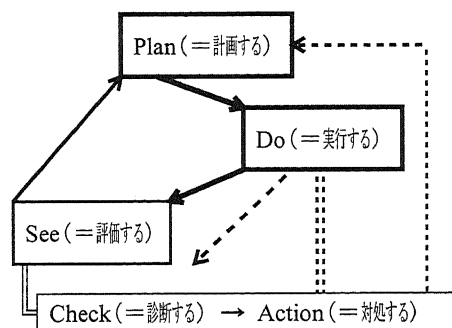 Plan(=計画する)
Do(=実行する)
See(=評価する)
Check(=診断する) → Action(=対処する)